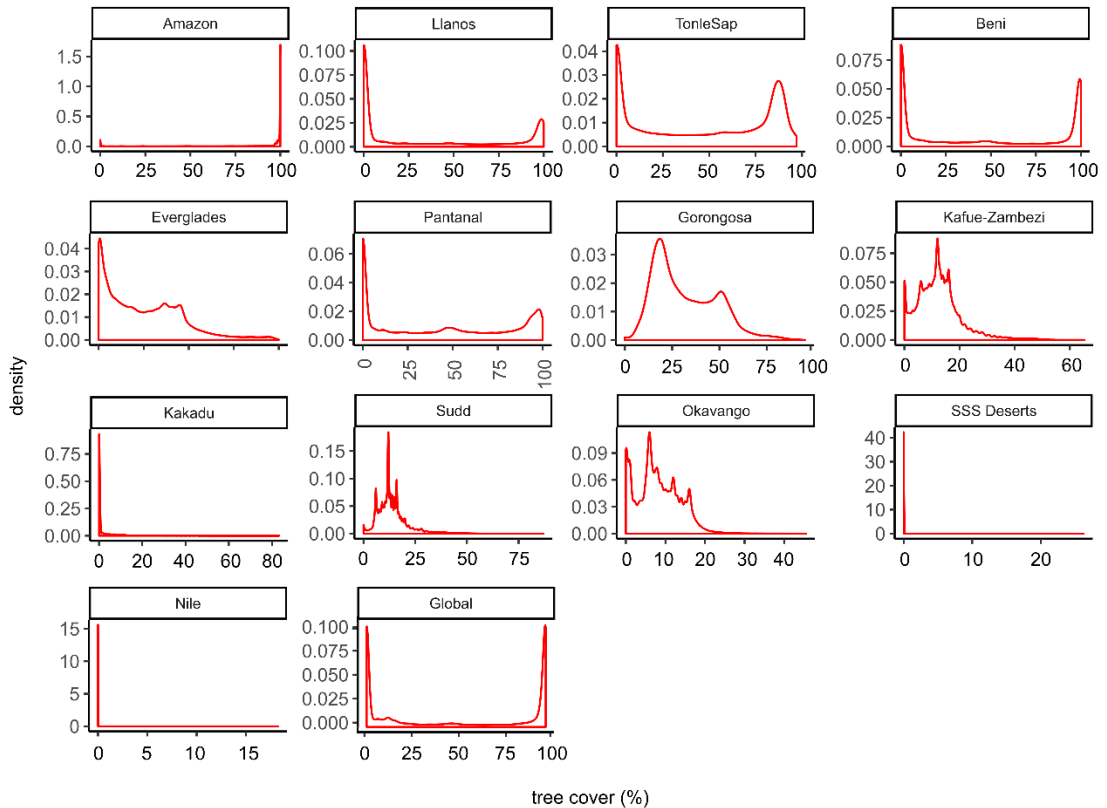 Amazon
Llanos
TonleSap
Beni
1.5
1.0
0.5
0.0
0.100
0.075
0.050
0.025
0.000
0.04
0.03
0.02
0.01
0.00
0.075
0.050
0.025
0.000
0 25 50 75 100
0 25 50 75 100
0 25 50 75 100
0 25 50 75 100
Everglades
Pantanal
Gorongosa
Kafue-Zambezi
0.04
0.03
0.02
0.01
0.00
0.06
0.04
0.02
0.00
0.03
0.02
0.01
0.00
0.075
0.050
0.025
0.000
0 25 50 75 100
0 25 50 75 100
0 20 40 60
density
Kakadu
Sudd
Okavango
SSS Deserts
0.75
0.50
0.25
0.00
0.15
0.10
0.05
0.00
0.09
0.06
0.03
0.00
40
30
20
10
0
0 20 40 60 80
0 25 50 75
0 20 30 40
0 10 20
Nile
Global
15
10
5
0
0.100
0.075
0.050
0.025
0.000
0 5 10 15
0 25 50 75 100
tree cover (%)